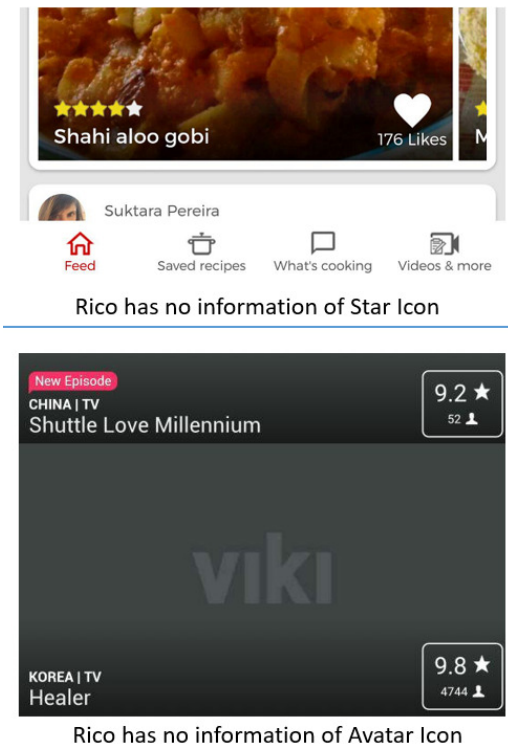 Shahi aloo gobi
176 Likes
M
Suktara Pereira
Feed
Saved recipes
What's cooking
Videos & more
Rico has no information of Star Icon
New Episode
CHINA | TV
Shuttle Love Millennium
9.2
52
viki
KOREA | TV
Healer
9.8
4744
Rico has no information of Avatar Icon